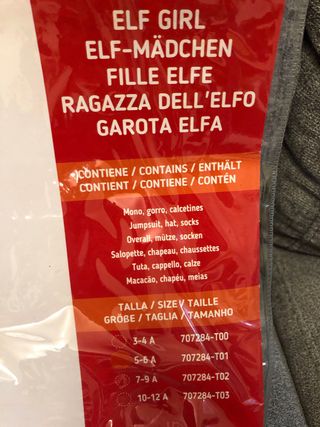 ELF GIRL
ELF-MÄDCHEN
FILLE ELFE
RAGAZZA DELL'ELFO
GAROTA ELFA
CONTIENE / CONTAINS / ENTHÄLT
CONTIENT / CONTIENE / CONTÉN
Mono, gorro, calcetines
Jumpsuit, hat, socks
Overall, mütze, socken
Salopette, chapeau, chaussettes
Tuta, cappello, calze
Macacão, chapéu, meias
TALLA / SIZE / TAILLE
GRÖBE / TAGLIA / TAMANHO
3-4 A 707284-T00
5-6 A 707284-T01
7-9 A 707284-T02
10-12 A 707284-T03